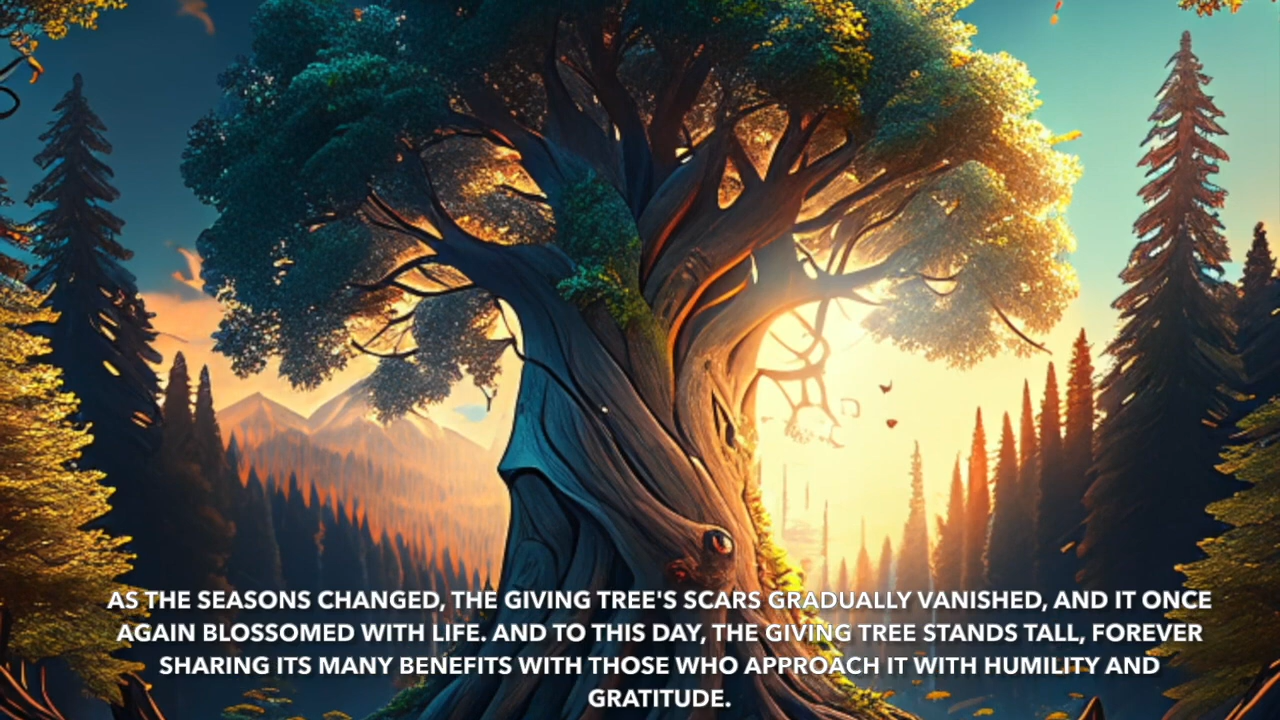 AS THE SEASONS CHANGED, THE GIVING TREE'S SCARS GRADUALLY VANISHED, AND IT ONCE
AGAIN BLOSSOMED WITH LIFE. AND TO THIS DAY, THE GIVING TREE STANDS TALL, FOREVER
SHARING ITS MANY BENEFITS WITH THOSE WHO APPROACH IT WITH HUMILITY AND
GRATITUDE.